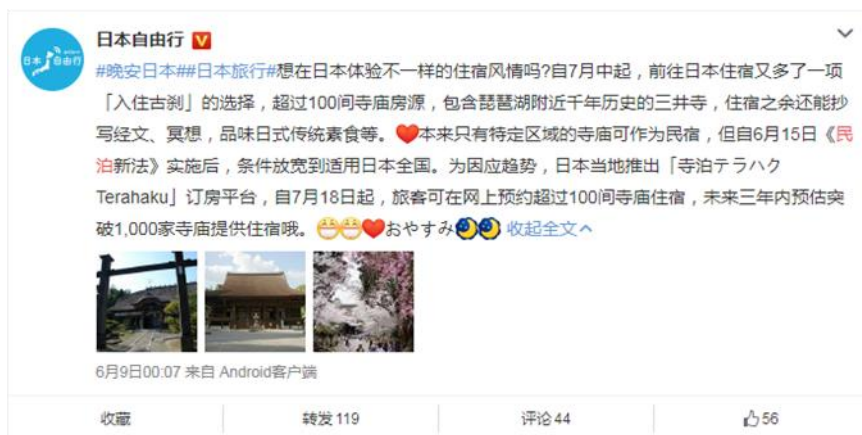 日本自由行
日本 自由行
#晚安日本##日本旅行#想在日本体验不一样的住宿风情吗?自7月中起，前往日本住宿又多了一项
「入住古刹」的选择，超过100间寺庙房源，包含琵琶湖附近千年历史的三井寺，住宿之余还能抄
写经文、冥想，品味日式传统素食等。❤本来只有特定区域的寺庙可作为民宿，但自6月15日《民
泊新法》实施后，条件放宽到适用日本全国。为因应趋势，日本当地推出「寺泊テラハク
Terahaku」订房平台，自7月18日起，旅客可在网上预约超过100间寺庙住宿，未来三年内预估突
破1,000家寺庙提供住宿哦。😁😁❤おやすみ🌜🌜 收起全文
6月9日00:07 来自 Android客户端
收藏 转发 119 评论 44 56